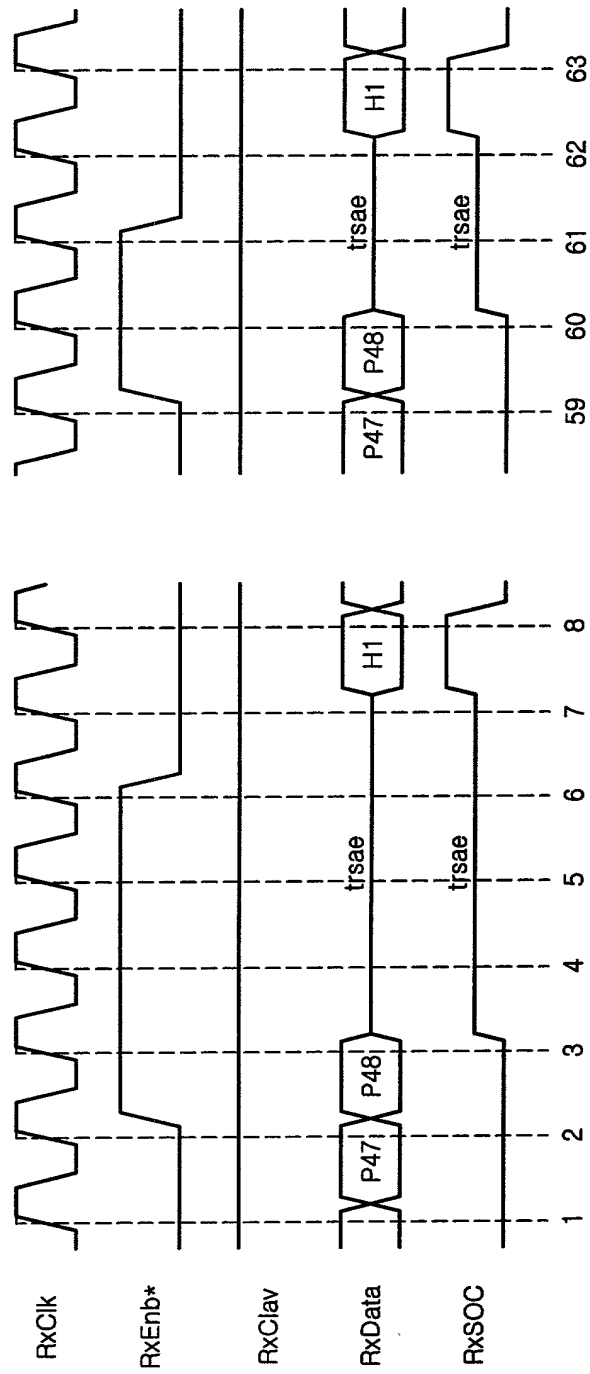 RxClk
RxEnb*
RxClav
RxData P47 P48 trsae H1 P47 P48 trsae H1
RxSOC trsae trsae
1 2 3 4 5 6 7 8 59 60 61 62 63